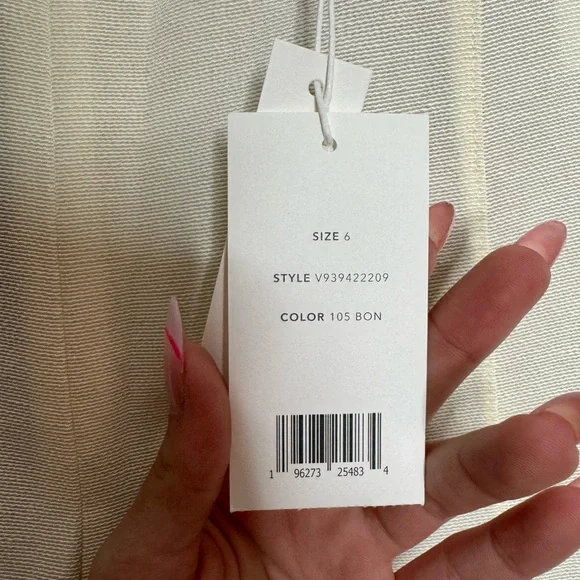 SIZE 6
STYLE V939422209
COLOR 105 BON
1 96273 25483 4